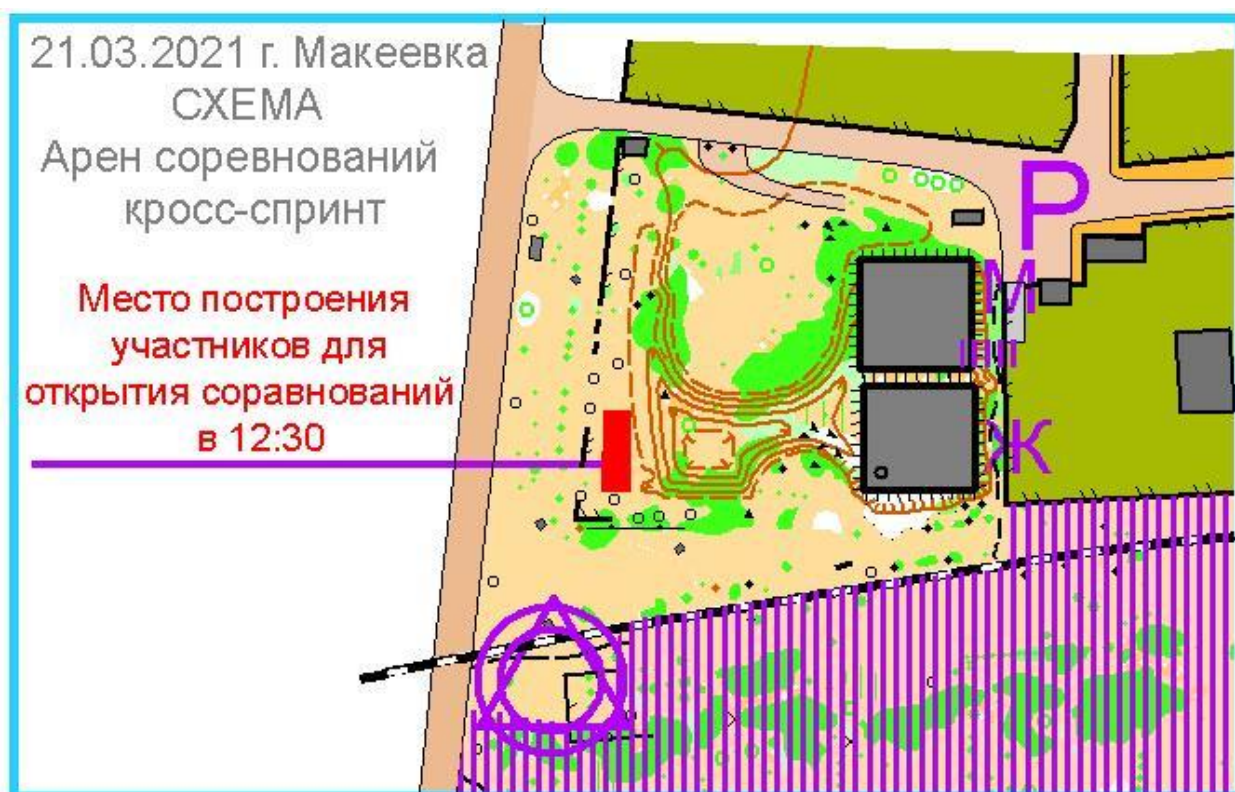 21.03.2021 г. Макеевка
СХЕМА
Арен соревнований
кросс-спринт
Место построения
участников для
открытия соравнований
в 12:30
Р
М
Ж